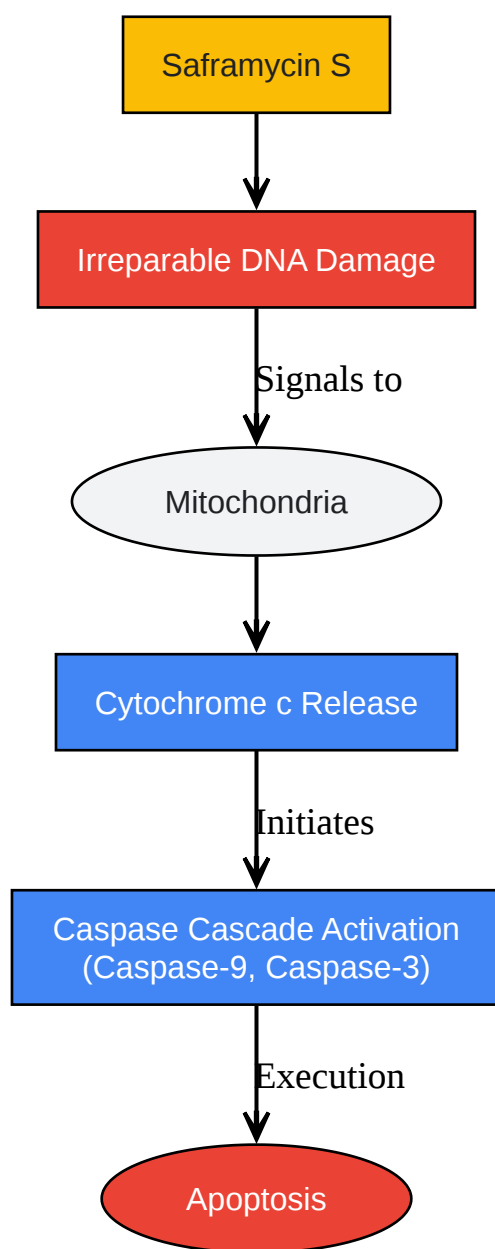 Saframycin S
Irreparable DNA Damage
Signals to
Mitochondria
Cytochrome c Release
Initiates
Caspase Cascade Activation
(Caspase-9, Caspase-3)
Execution
Apoptosis